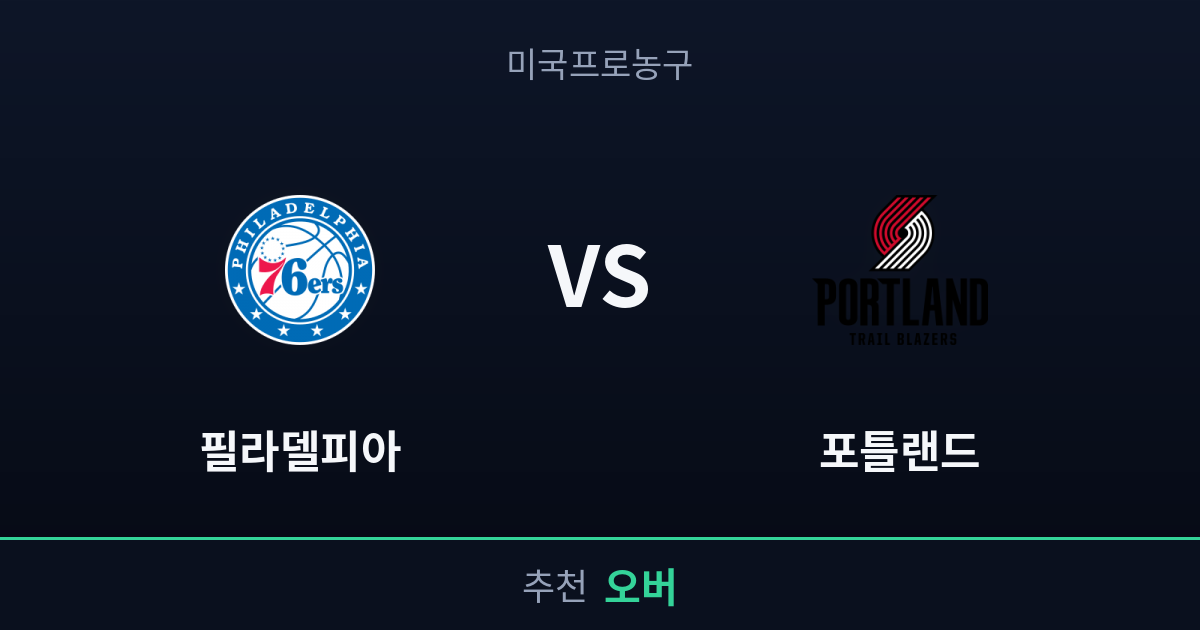 미국프로농구
PHILADELPHIA
76ers
VS
PORTLAND
TRAIL BLAZERS
필라델피아
포틀랜드
추천 오버